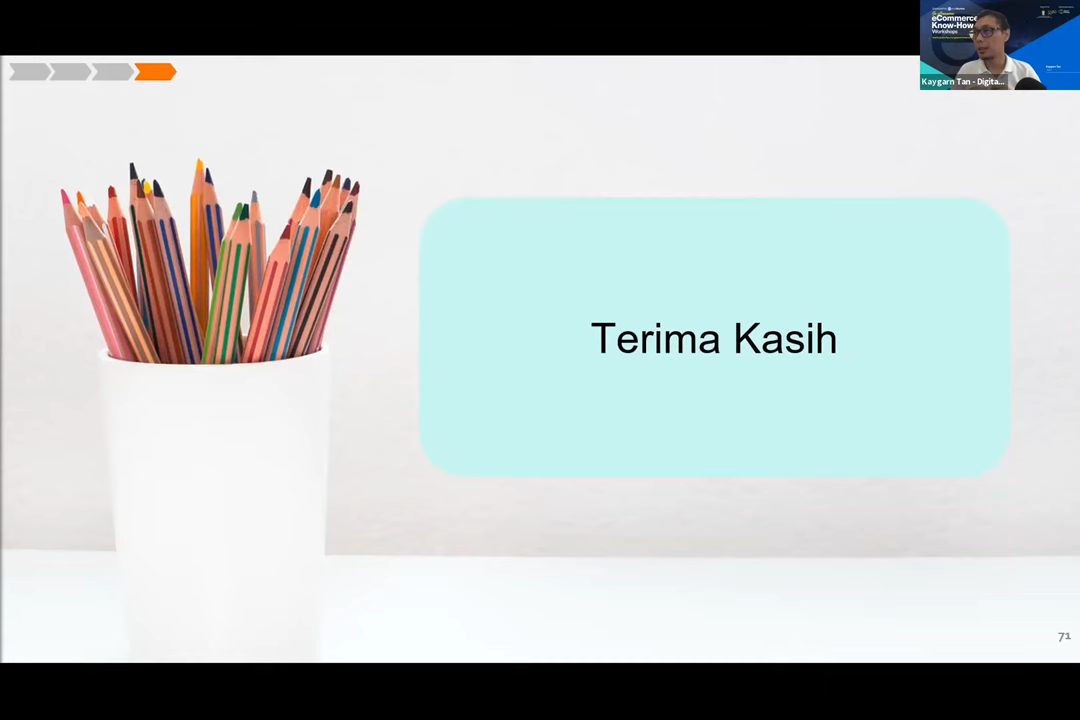 eCommerce
Know-How
Workshops
Kaygarn Tan - Digita...
Terima Kasih
71